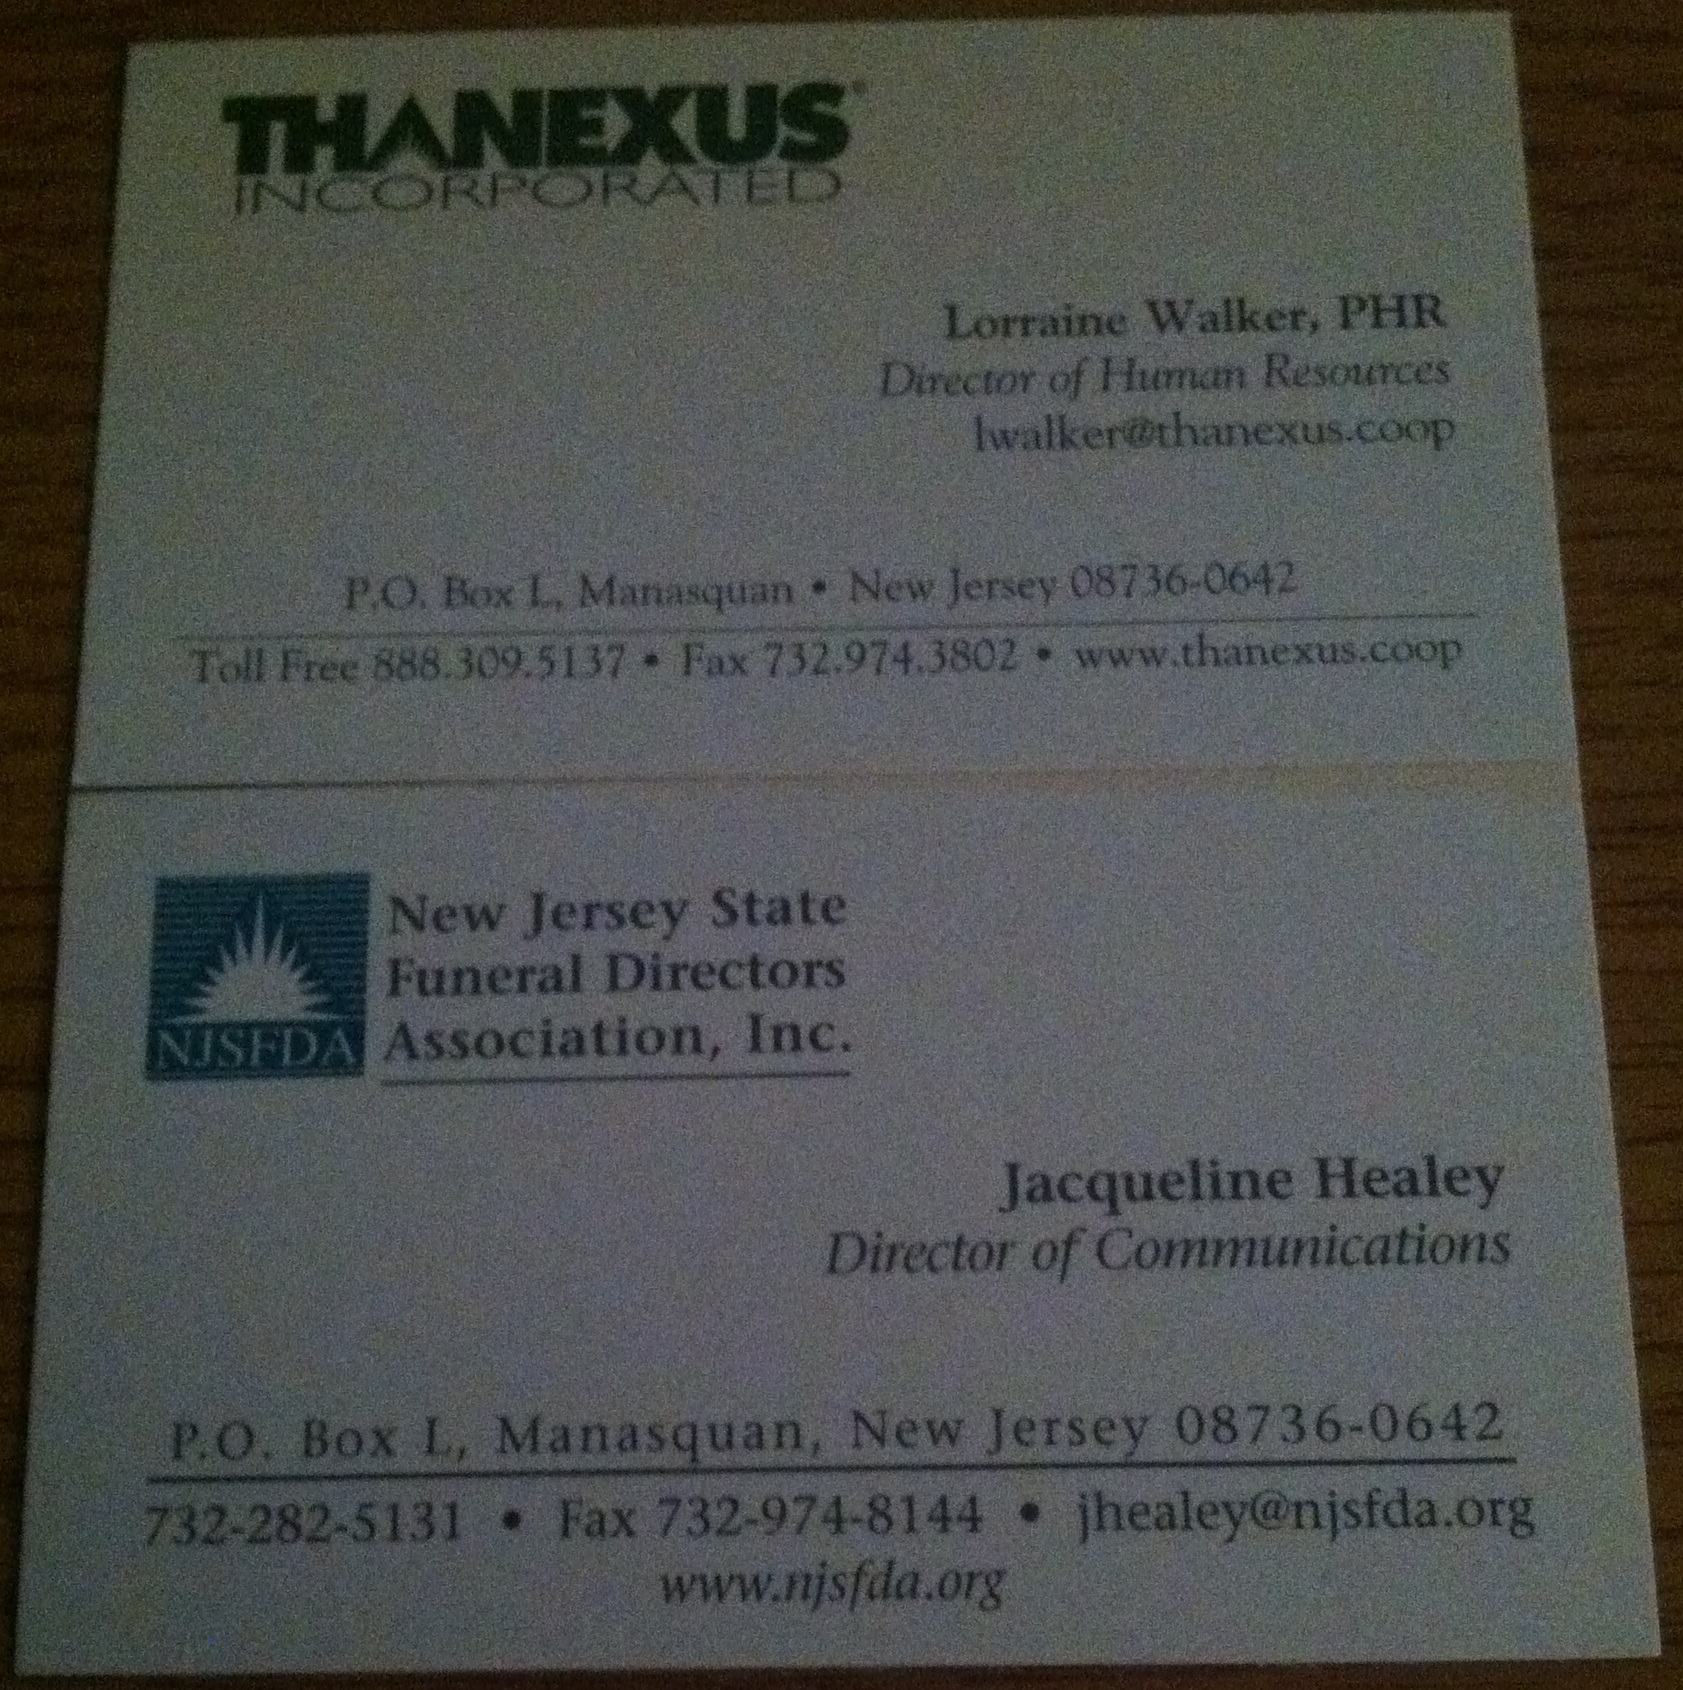 THANEXUS®
INCORPORATED
Lorraine Walker, PHR
Director of Human Resources
lwalker@thanexus.coop
P.O. Box L, Manasquan • New Jersey 08736-0642
Toll Free 888.309.5137 • Fax 732.974.3802 • www.thanexus.coop
NJSFDA
New Jersey State
Funeral Directors
Association, Inc.
Jacqueline Healey
Director of Communications
P.O. Box L, Manasquan, New Jersey 08736-0642
732-282-5131 • Fax 732-974-8144 • jhealey@njsfda.org
www.njsfda.org